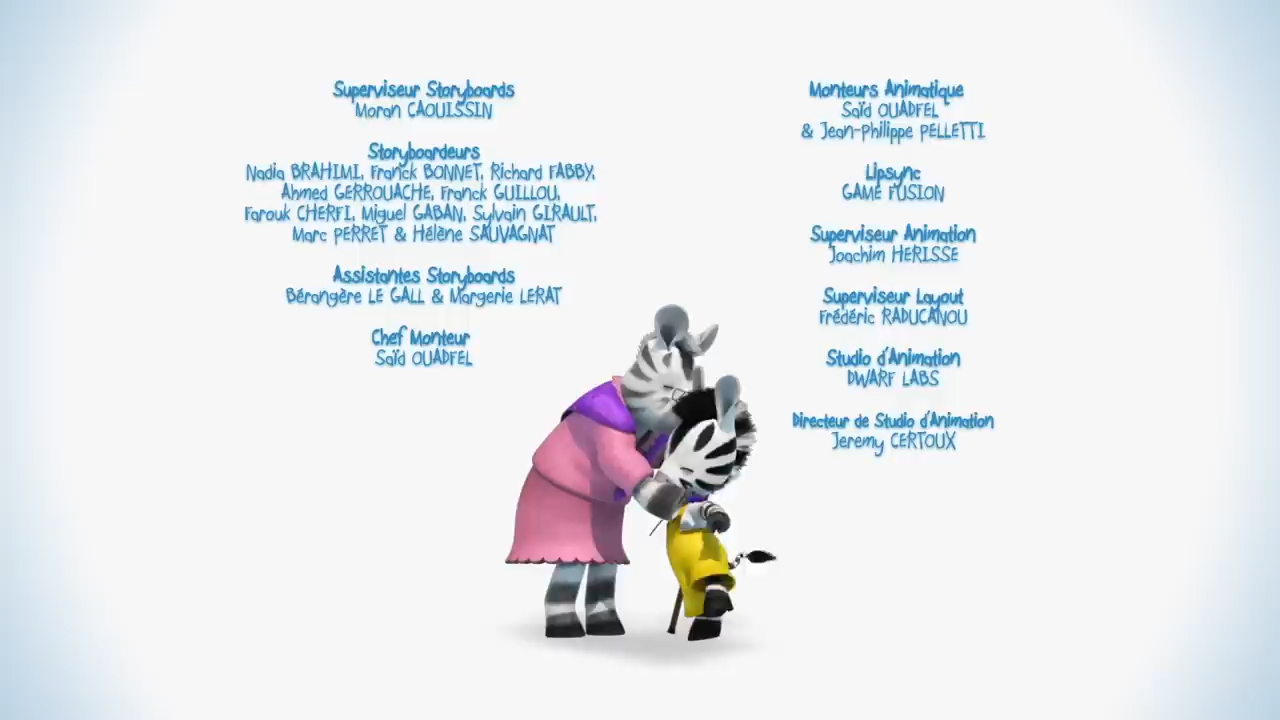 Superviseur Storyboards
Moran CAOUISSIN
Storyboardeurs
Nadia BRAHIMI, Franck BONNET, Richard FABBY,
Ahmed GERROUACHE, Franck GUILLOU,
Farouk CHERFI, Miguel GABAN, Sylvain GIRAULT,
Marc PERRET & Hélène SAUVAGNAT
Assistantes Storyboards
Bérangère LE GALL & Margerie LERAT
Chef Monteur
Saïd OUADFEL
Monteurs Animatique
Saïd OUADFEL
& Jean-Philippe PELLETTI
Lipsync
GAME FUSION
Superviseur Animation
Joachim HERISSE
Superviseur Layout
Frédéric RADUCANOU
Studio d'Animation
DWARF LABS
Directeur de Studio d'Animation
Jeremy CERTOUX